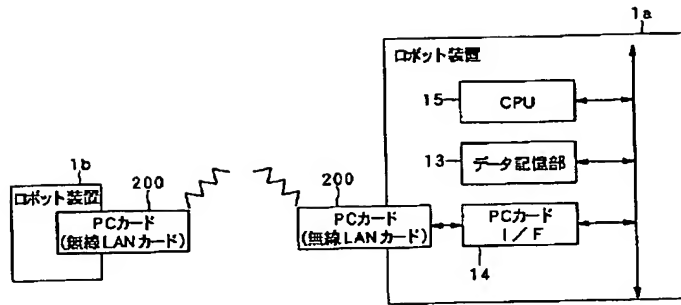 1a
ロボット装置
15
CPU
1b
200
200
13
データ記憶部
ロボット装置
PCカード
(無線LANカード)
PCカード
(無線LANカード)
PCカード
I/F
14